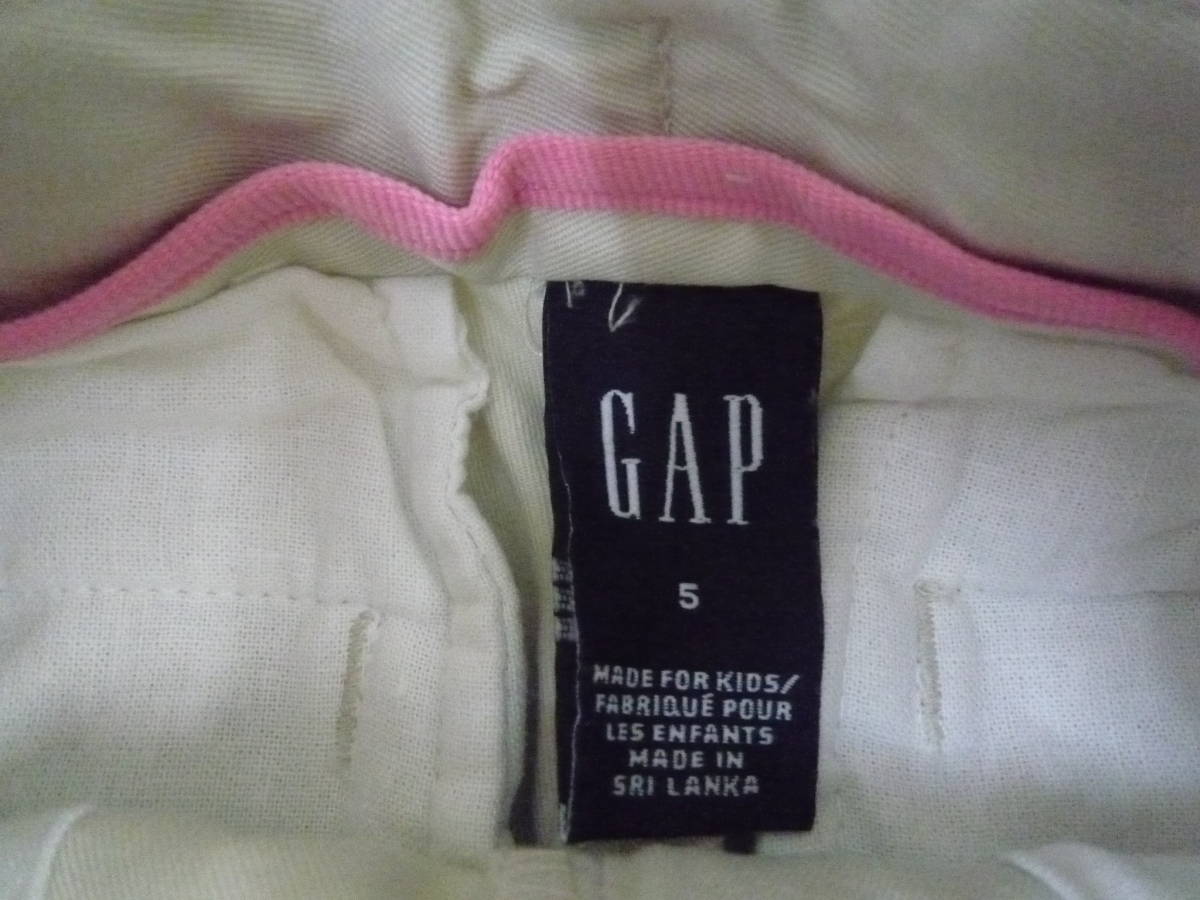 GAP
5
MADE FOR KIDS/
FABRIQUÉ POUR
LES ENFANTS
MADE IN
SRI LANKA